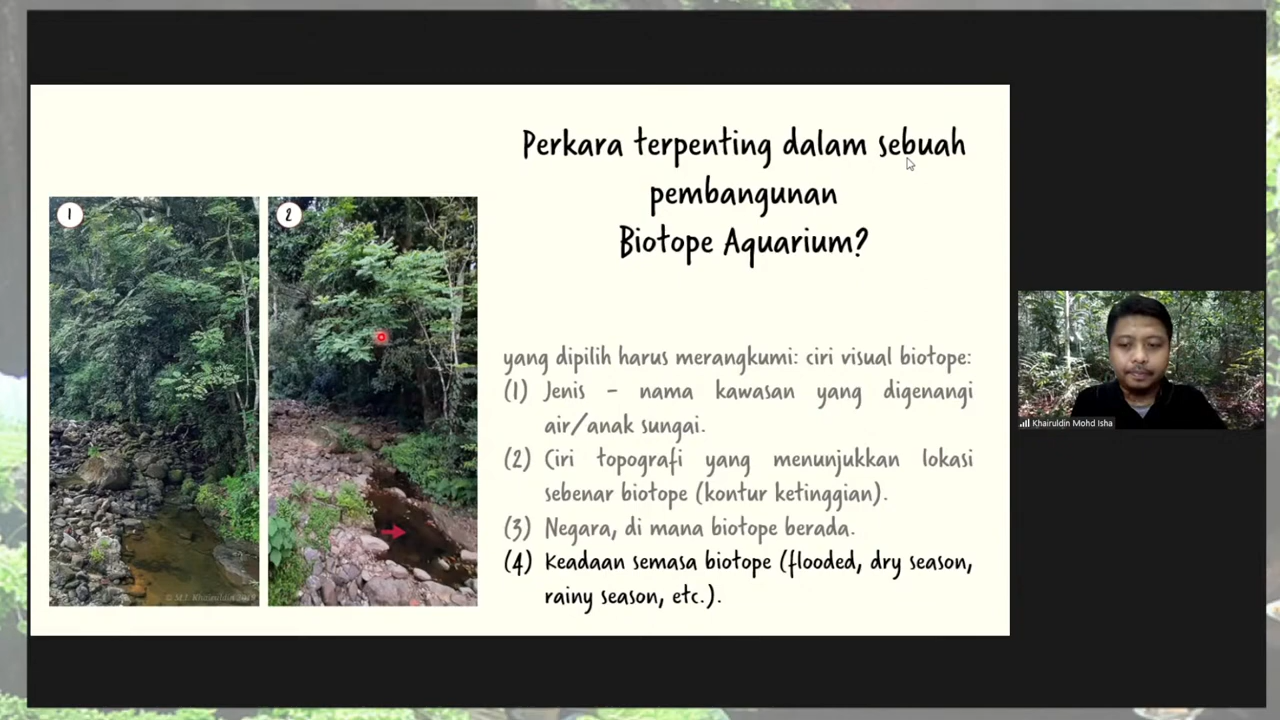 Perkara terpenting dalam sebuah
pembangunan
Biotope Aquarium?
1
2
yang dipilih harus merangkumi: ciri visual biotope:
(1) Jenis - nama kawasan yang digenangi
air/anak sungai.
(2) Ciri topografi yang menunjukkan lokasi
sebenar biotope (kontur ketinggian).
(3) Negara, di mana biotope berada.
(4) Keadaan semasa biotope (flooded, dry season,
rainy season, etc.).
Khairuldin Mohd Isha